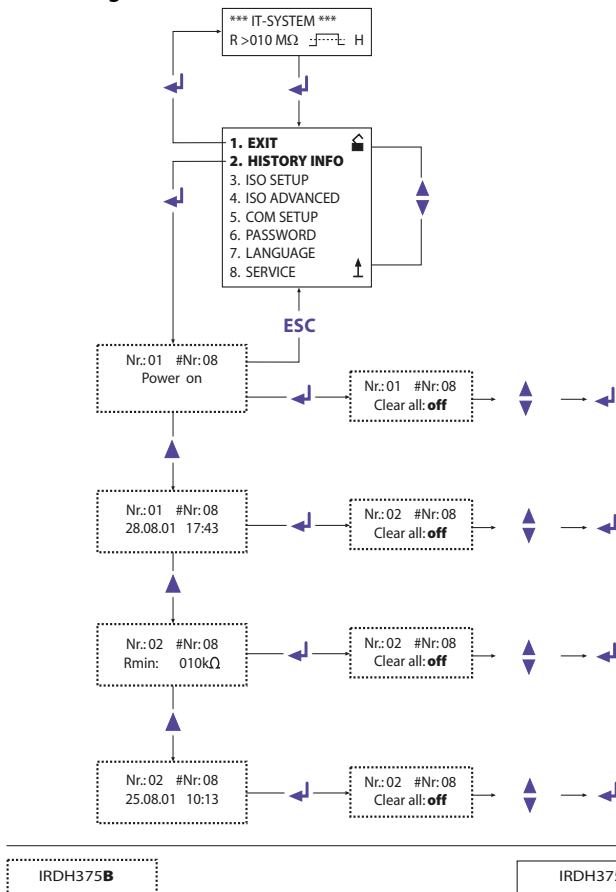 *** IT-SYSTEM ***
R >010 MΩ H
1. EXIT
2. HISTORY INFO
3. ISO SETUP
4. ISO ADVANCED
5. COM SETUP
6. PASSWORD
7. LANGUAGE
8. SERVICE
ESC
Nr.: 01 #Nr: 08
Power on
Nr.: 01 #Nr: 08
Clear all: off
Nr.: 01 #Nr: 08
28.08.01 17:43
Nr.: 02 #Nr: 08
Clear all: off
Nr.: 02 #Nr: 08
Rmin: 010kΩ
Nr.: 02 #Nr: 08
Clear all: off
Nr.: 02 #Nr: 08
25.08.01 10:13
Nr.: 02 #Nr: 08
Clear all: off
IRDH375B